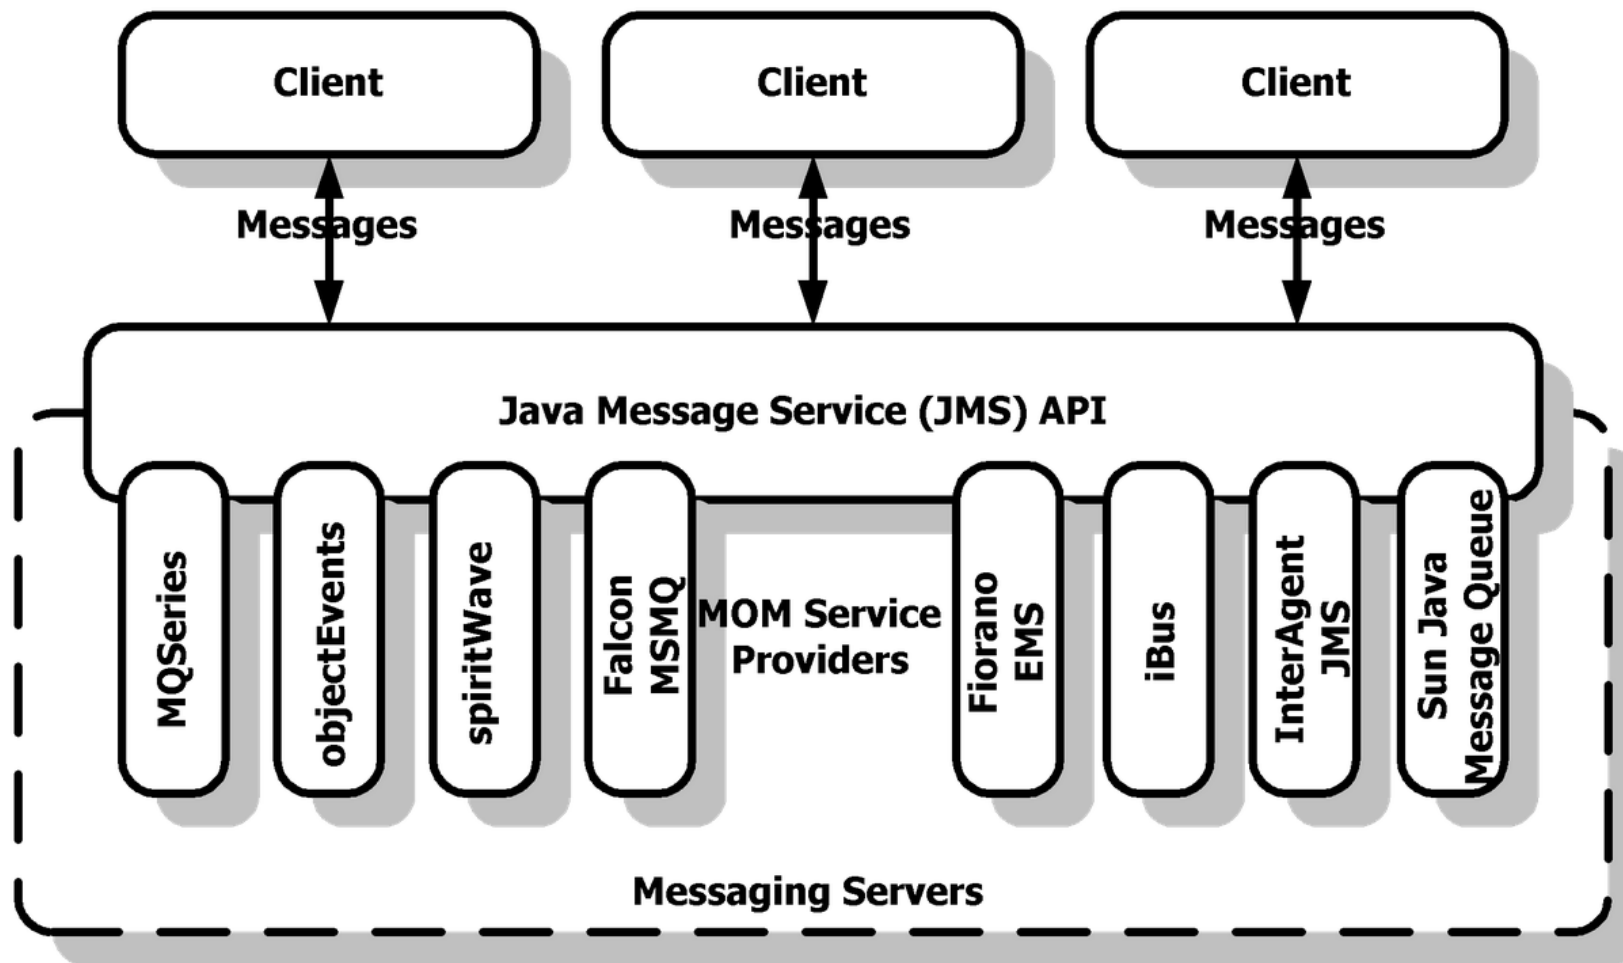 Client
Client
Client
Messages
Messages
Messages
Java Message Service (JMS) API
MQSeries
objectEvents
spiritWave
Falcon
MSMQ
MOM Service
Providers
Fiorano
EMS
iBus
InterAgent
JMS
Sun Java
Message Queue
Messaging Servers